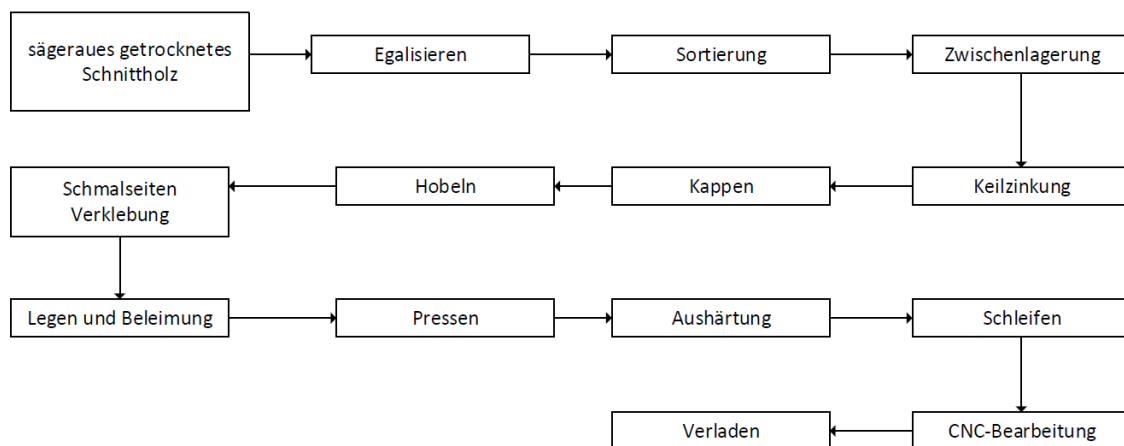 sägeraues getrocknetes
Schnittholz
Egalisieren
Sortierung
Zwischenlagerung
Keilzinkung
Kappen
Hobeln
Schmalseiten
Verklebung
Legen und Beleimung
Pressen
Aushärtung
Schleifen
CNC-Bearbeitung
Verladen